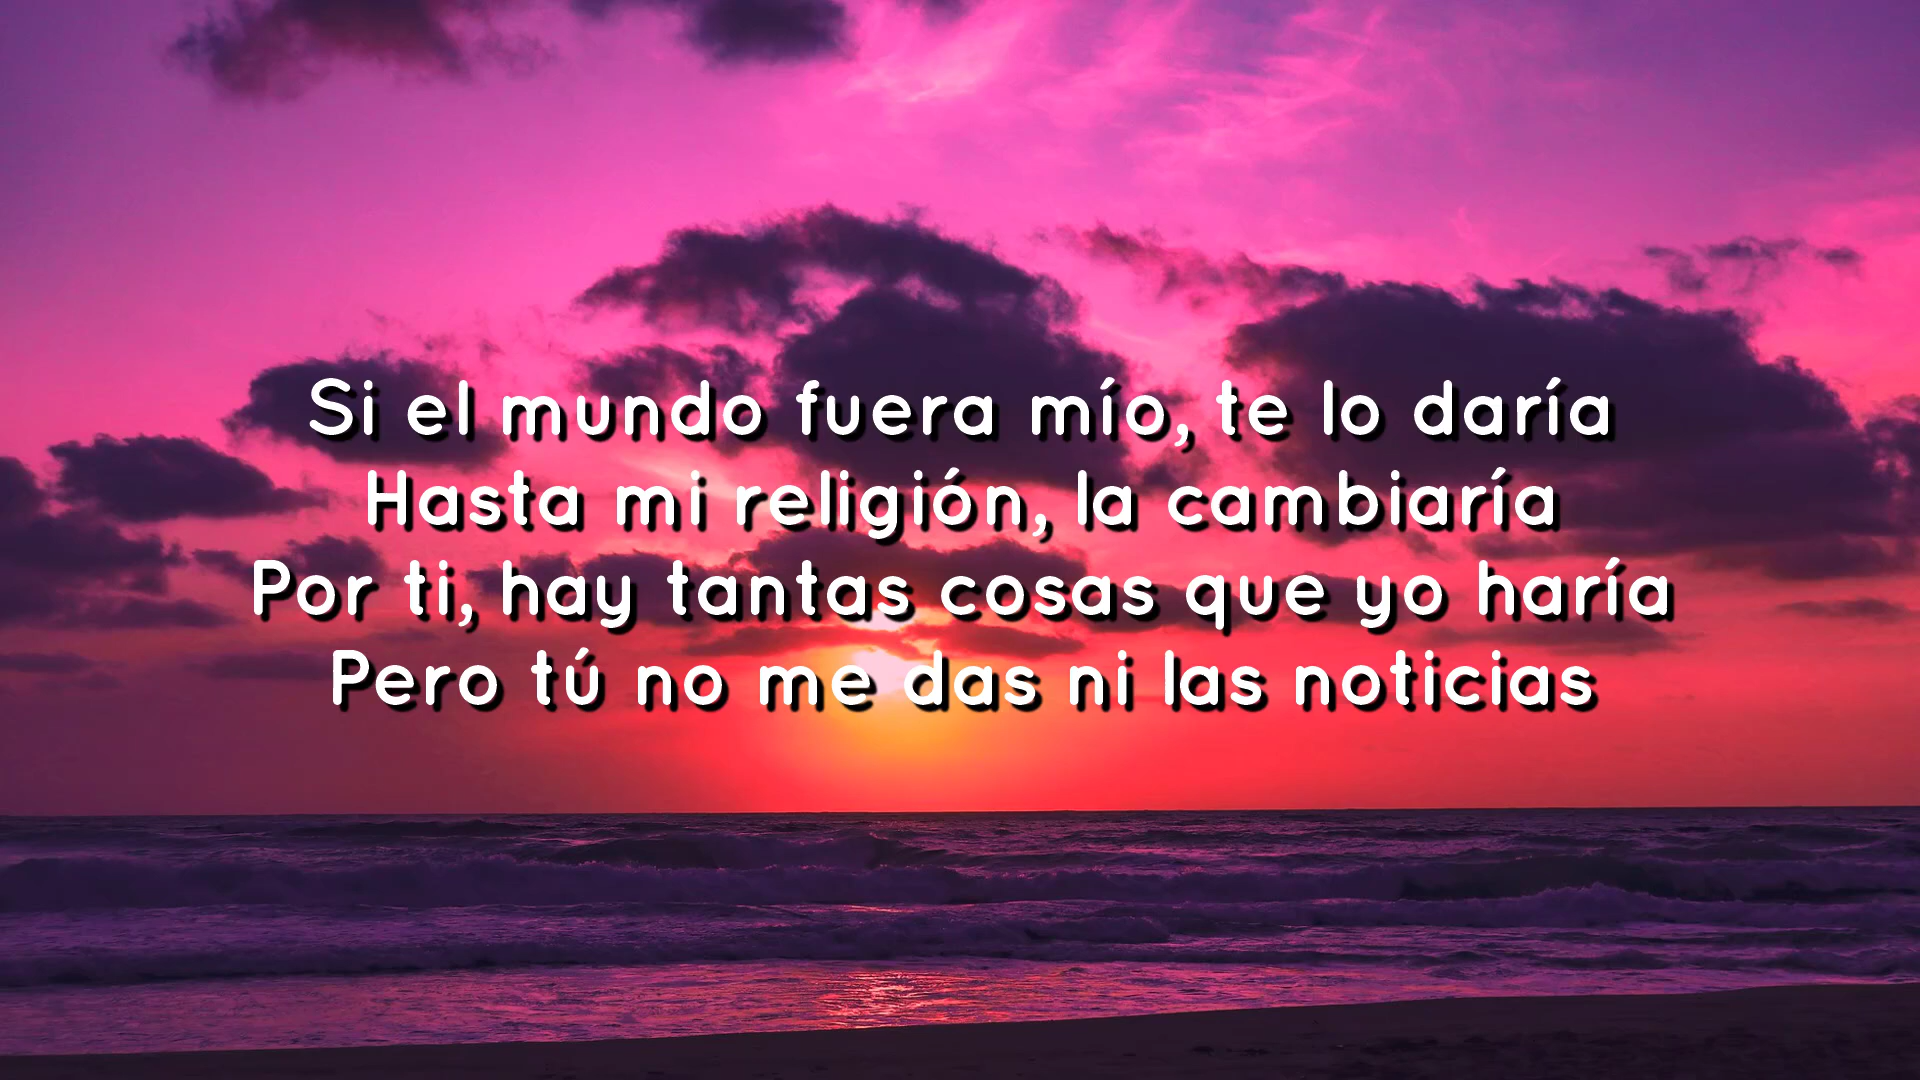 Si el mundo fuera mío, te lo daría
Hasta mi religión, la cambiaría
Por ti, hay tantas cosas que yo haría
Pero tú no me das ni las noticias